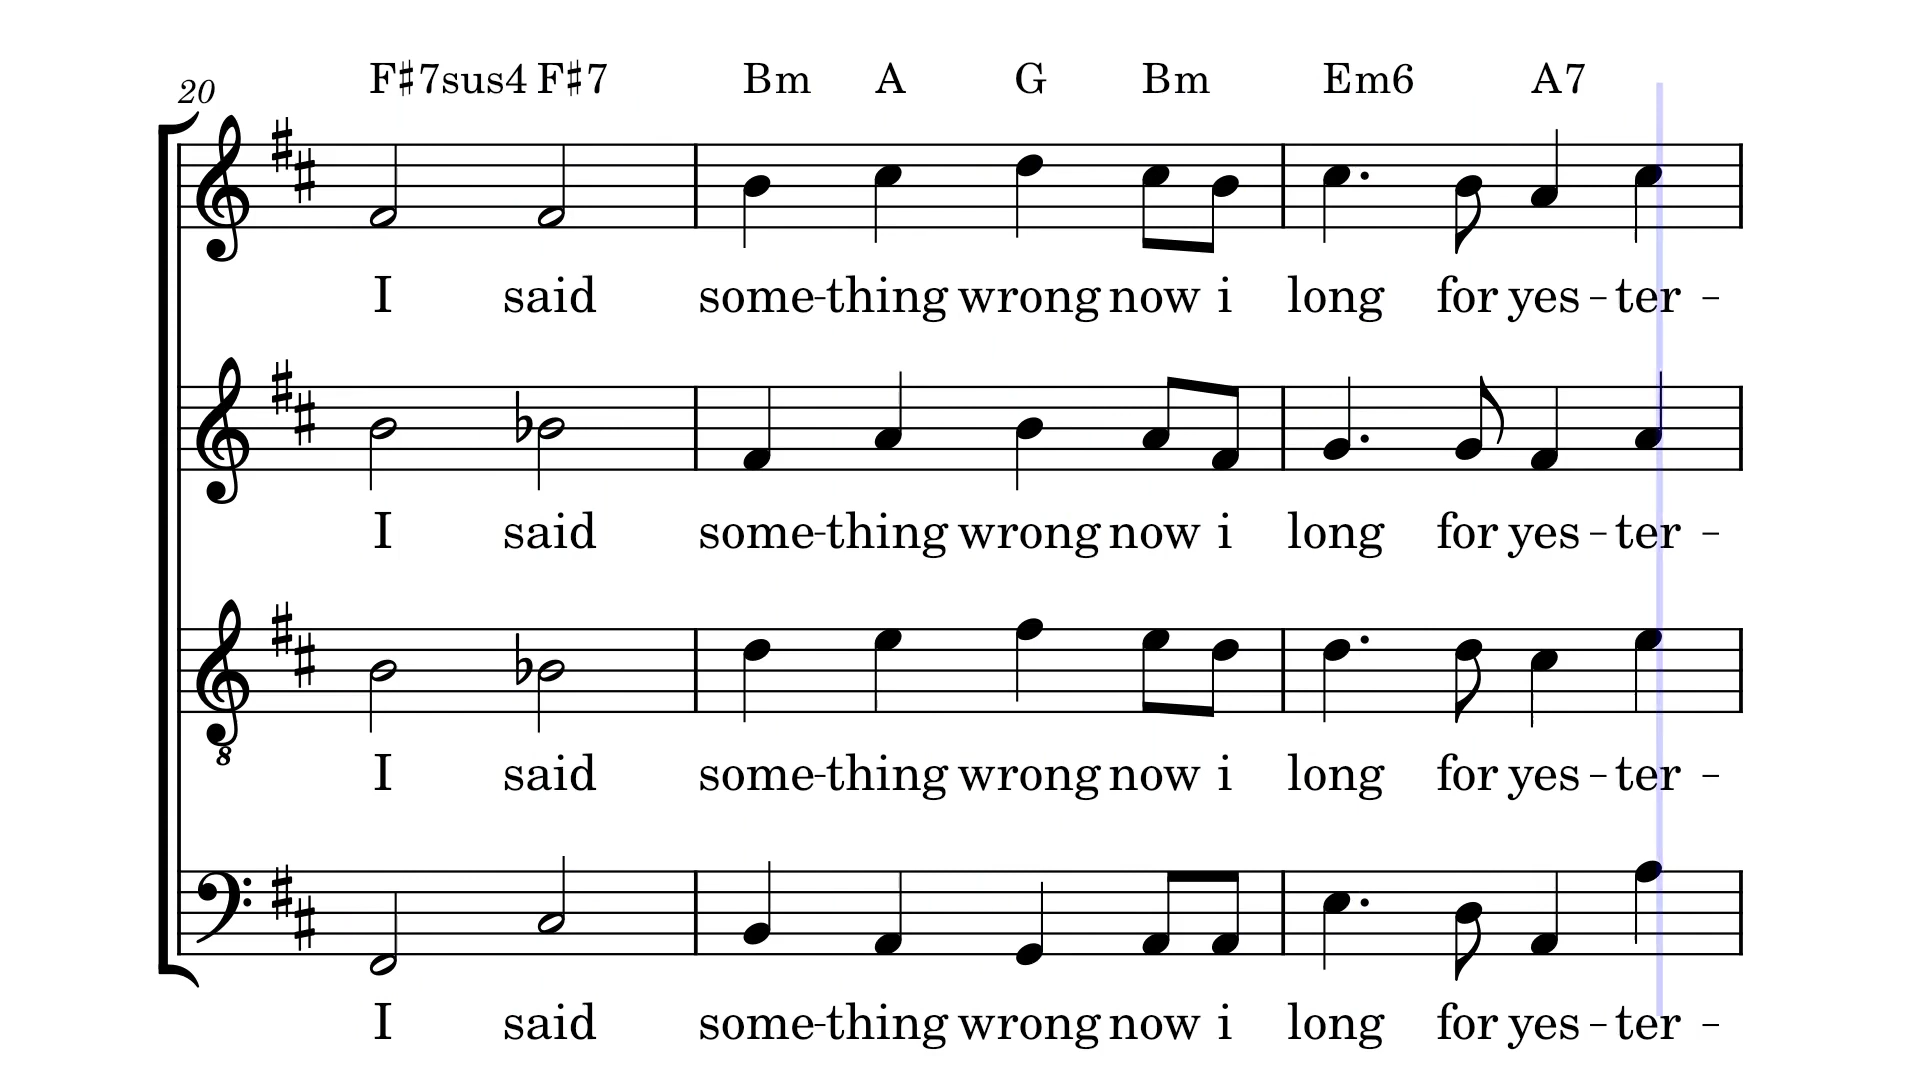 20 F♯7sus4 F♯7 Bm A G Bm Em6 A7
I said some-thing wrong now i long for yes-ter-
I said some-thing wrong now i long for yes-ter-
8
I said some-thing wrong now i long for yes-ter-
I said some-thing wrong now i long for yes-ter-